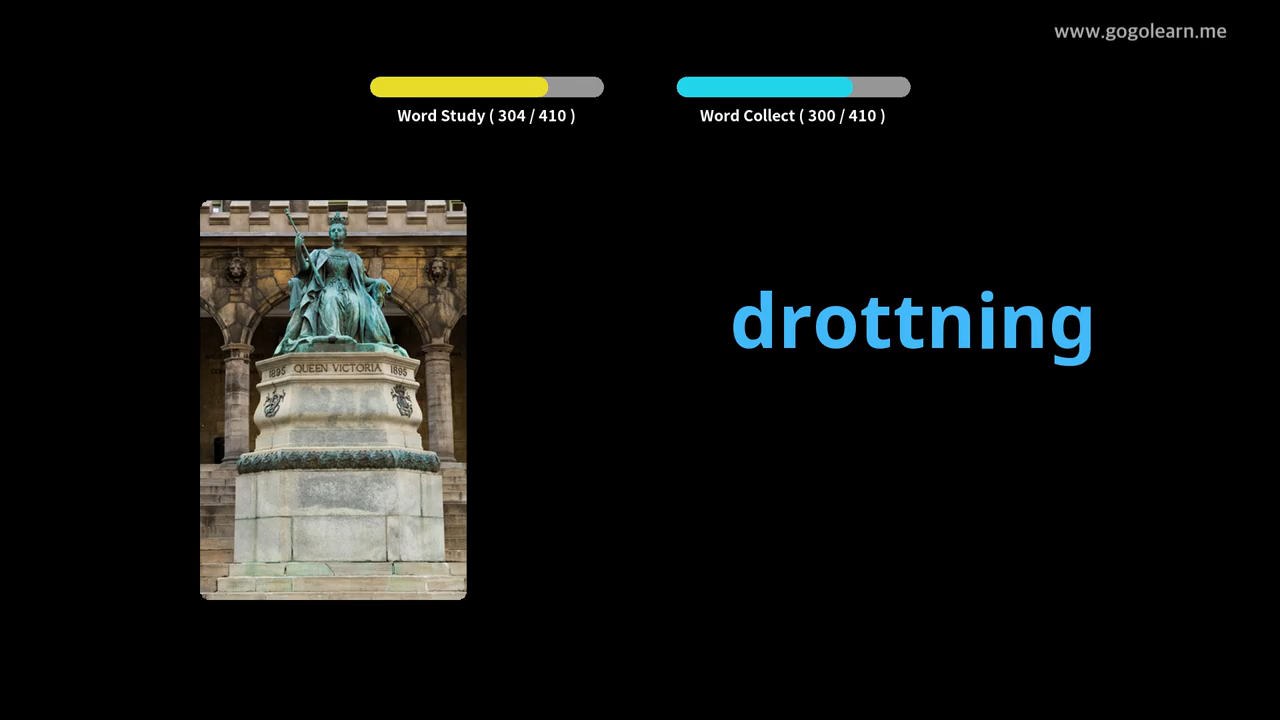 www.gogolearn.me
Word Study ( 304 / 410 )
Word Collect ( 300 / 410 )
drottning
1895 QUEEN VICTORIA 1895